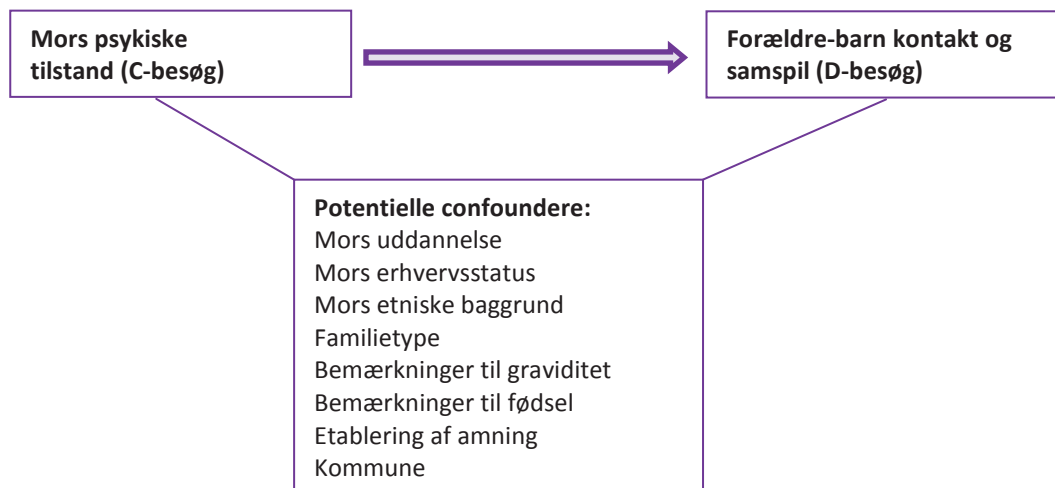 Mors psykiske
tilstand (C-besøg)
Forældre-barn kontakt og
samspil (D-besøg)
Potentielle confoundere:
Mors uddannelse
Mors erhvervsstatus
Mors etniske baggrund
Familietype
Bemærkninger til graviditet
Bemærkninger til fødsel
Etablering af amning
Kommune